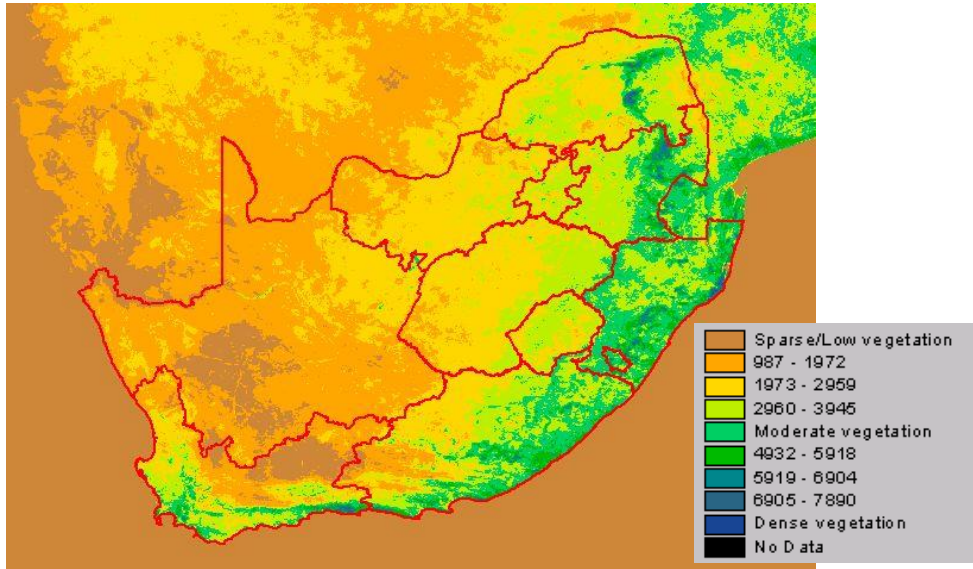 Sparse/Low vegetation
987 - 1972
1973 - 2959
2960 - 3945
Moderate vegetation
4932 - 5918
5919 - 6904
6905 - 7890
Dense vegetation
No Data